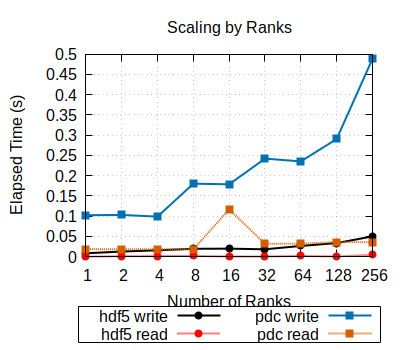 Scaling by Ranks
Elapsed Time (s)
0.5
0.45
0.4
0.35
0.3
0.25
0.2
0.15
0.1
0.05
0
1 2 4 8 16 32 64 128 256
Number of Ranks
hdf5 write pdc write
hdf5 read pdc read